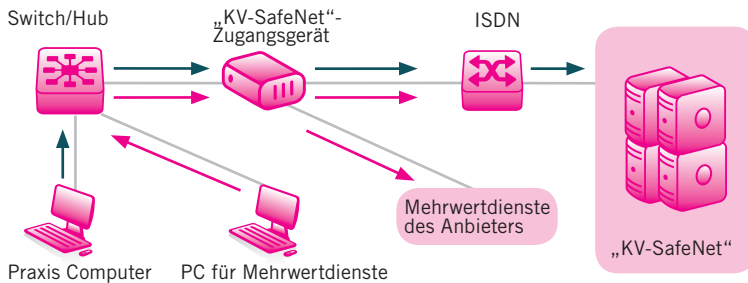 Switch/Hub
„KV-SafeNet“-
Zugangsgerät
ISDN
Mehrwertdienste
des Anbieters
„KV-SafeNet“
Praxis Computer
PC für Mehrwertdienste